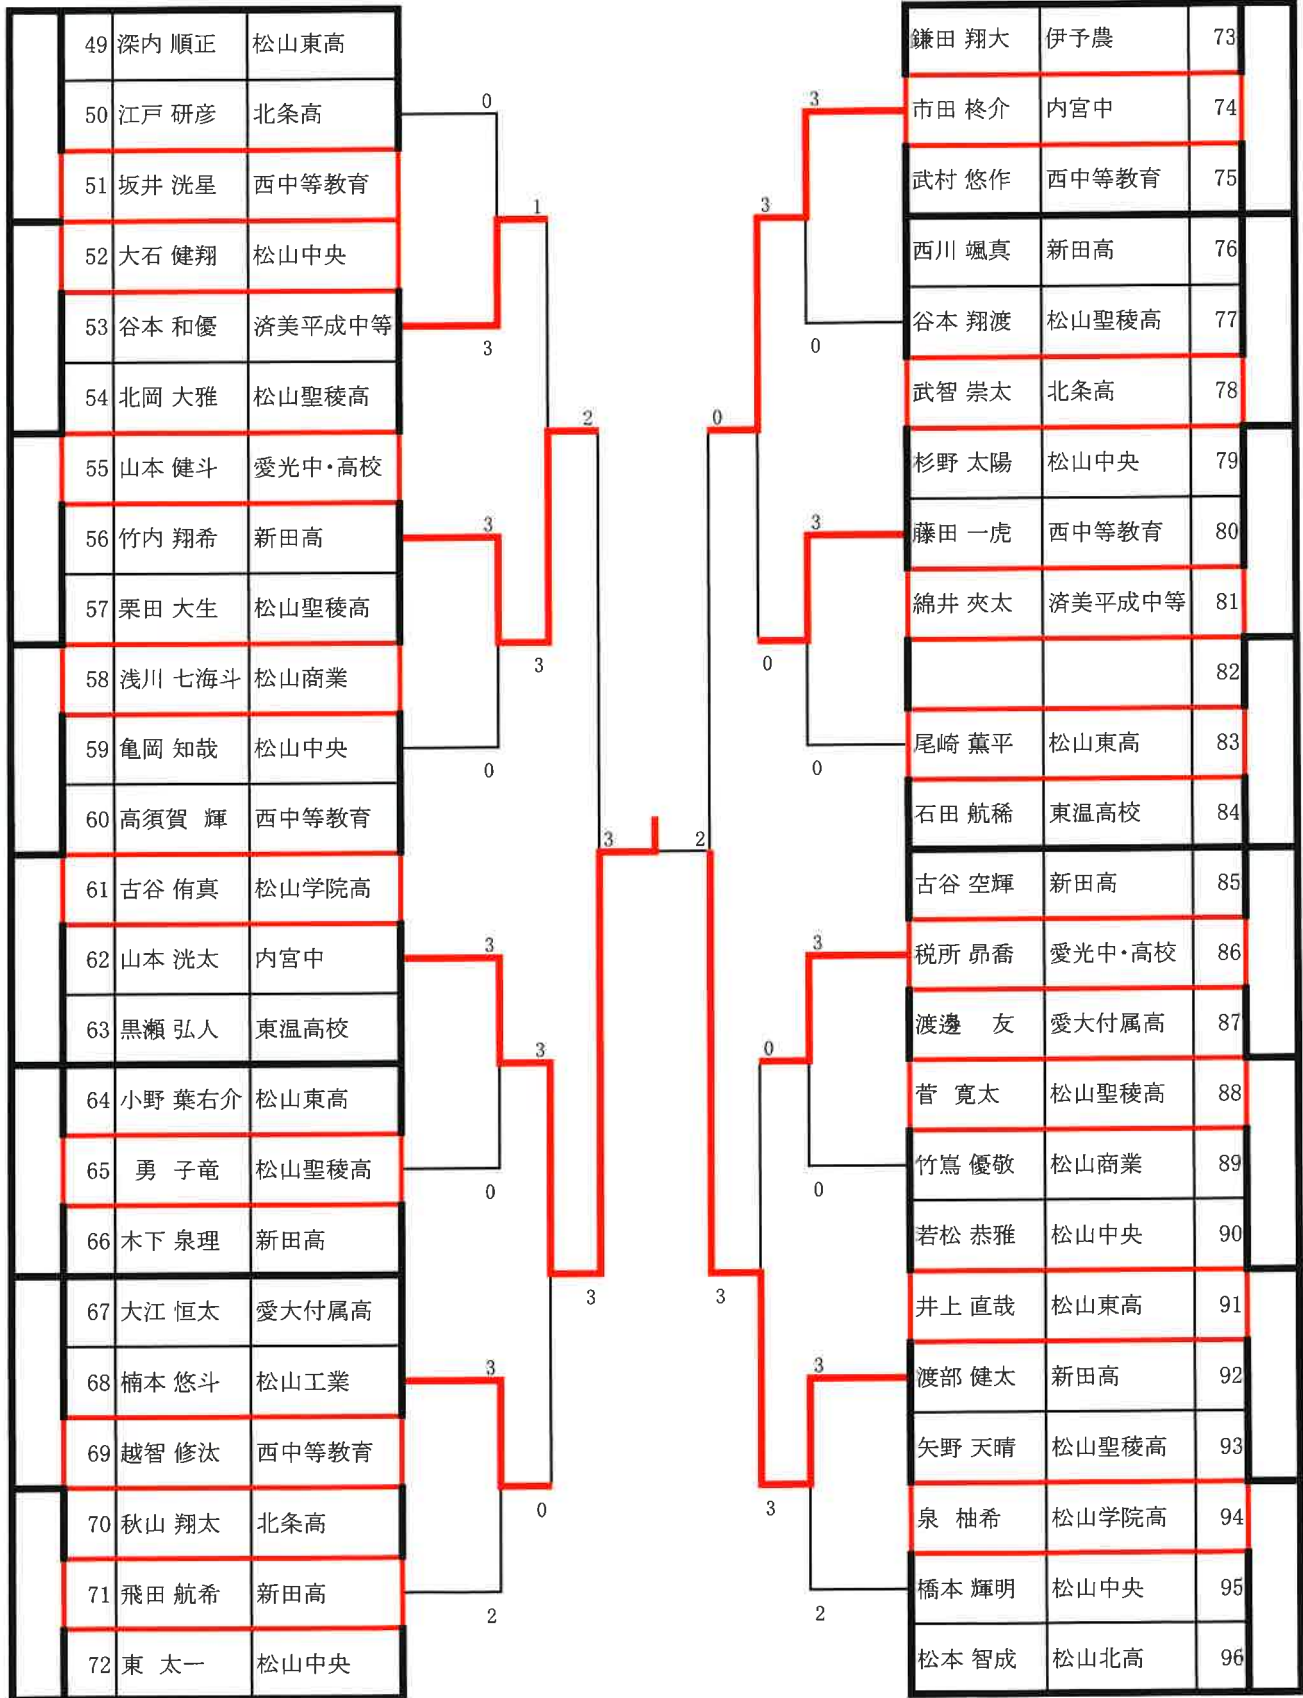 49 深内 順正 松山東高
50 江戸 研彦 北条高
51 坂井 洸星 西中等教育
52 大石 健翔 松山中央
53 谷本 和優 済美平成中等
54 北岡 大雅 松山聖稜高
55 山本 健斗 愛光中・高校
56 竹内 翔希 新田高
57 栗田 大生 松山聖稜高
58 浅川 七海斗 松山商業
59 亀岡 知哉 松山中央
60 高須賀 輝 西中等教育
61 古谷 侑真 松山学院高
62 山本 洸太 内宮中
63 黒瀬 弘人 東温高校
64 小野 葉右介 松山東高
65 勇 子竜 松山聖稜高
66 木下 泉理 新田高
67 大江 恒太 愛大付属高
68 楠本 悠斗 松山工業
69 越智 修汰 西中等教育
70 秋山 翔太 北条高
71 飛田 航希 新田高
72 東 太一 松山中央
0
1
3
2
3
3
0
3
3
3
0
3
3
0
2
3
3
0
0
3
0
0
2
3
0
0
3
3
3
2
鎌田 翔大 伊予農 73
市田 柊介 内宮中 74
武村 悠作 西中等教育 75
西川 颯真 新田高 76
谷本 翔渡 松山聖稜高 77
武智 崇太 北条高 78
杉野 太陽 松山中央 79
藤田 一虎 西中等教育 80
綿井 夾太 済美平成中等 81
82
尾崎 薫平 松山東高 83
石田 航稀 東温高校 84
古谷 空輝 新田高 85
税所 昴喬 愛光中・高校 86
渡邊 友 愛大付属高 87
菅 寛太 松山聖稜高 88
竹嶌 優敬 松山商業 89
若松 恭雅 松山中央 90
井上 直哉 松山東高 91
渡部 健太 新田高 92
矢野 天晴 松山聖稜高 93
泉 柚希 松山学院高 94
橋本 輝明 松山中央 95
松本 智成 松山北高 96